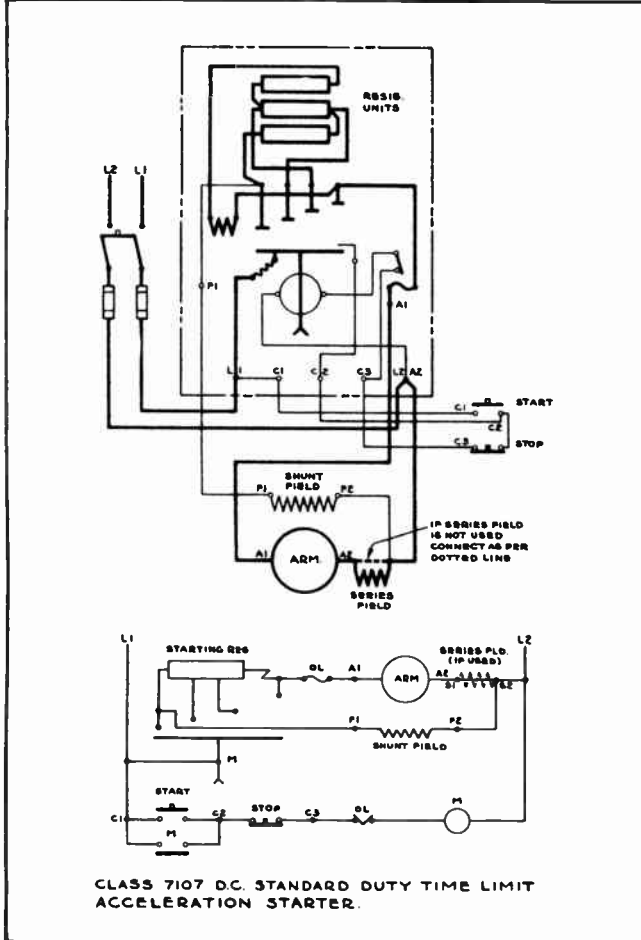 RESIS.
UNITS
L2 L1
F1
A1
L1 C1 C2 C3 L2 A2
START
C1
C2
C3 STOP
SHUNT
FIELD
F1 F2
IF SERIES FIELD
IS NOT USED
CONNECT AS PER
DOTTED LINE
A1 ARM. A2
SERIES
FIELD
L1 L2
STARTING RES
SERIES FLD.
(IF USED)
OL A1 ARM A2 S1 S2
F1 F2
SHUNT FIELD
M
START
C1 C2 STOP C3 OL M
M
CLASS 7107 D.C. STANDARD DUTY TIME LIMIT
ACCELERATION STARTER.